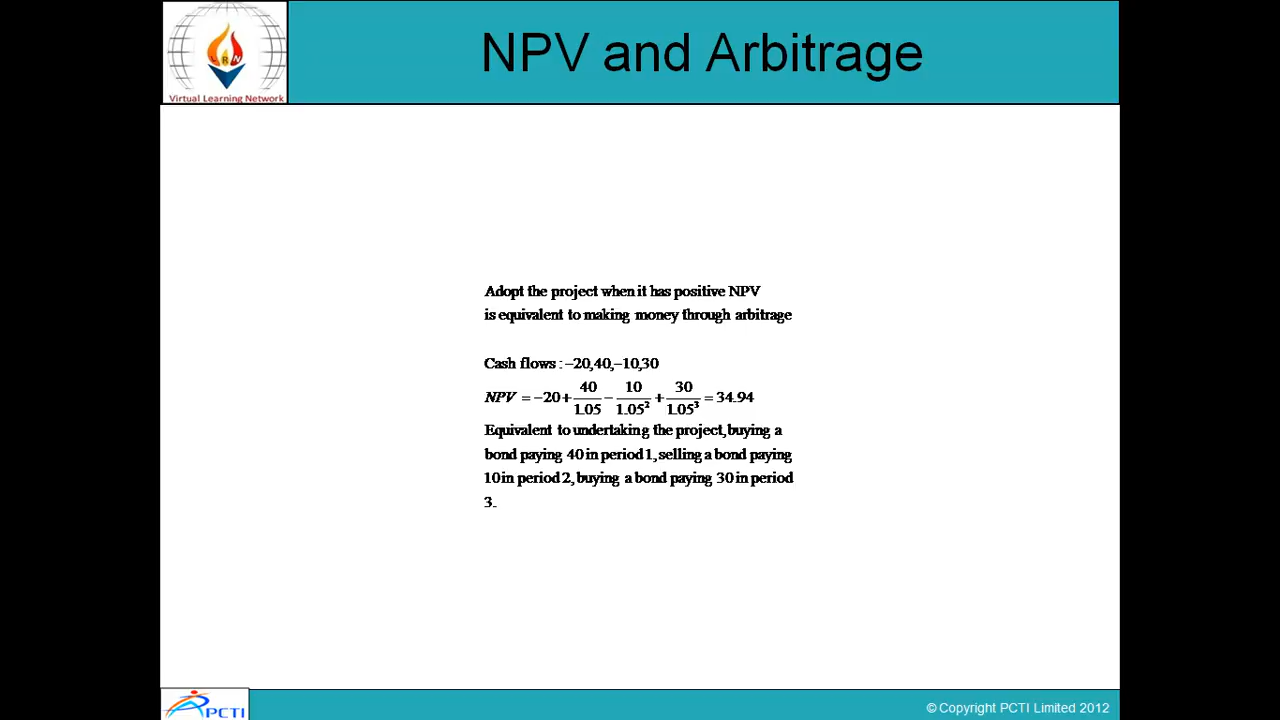 NPV and Arbitrage
LRN
Virtual Learning Network
Adopt the project when it has positive NPV
is equivalent to making money through arbitrage
Cash flows : −20,40,−10,30
NPV = −20 + 40/1.05 − 10/1.05² + 30/1.05³ = 34.94
Equivalent to undertaking the project, buying a
bond paying 40 in period 1, selling a bond paying
10 in period 2, buying a bond paying 30 in period
3.
PCTI
© Copyright PCTI Limited 2012